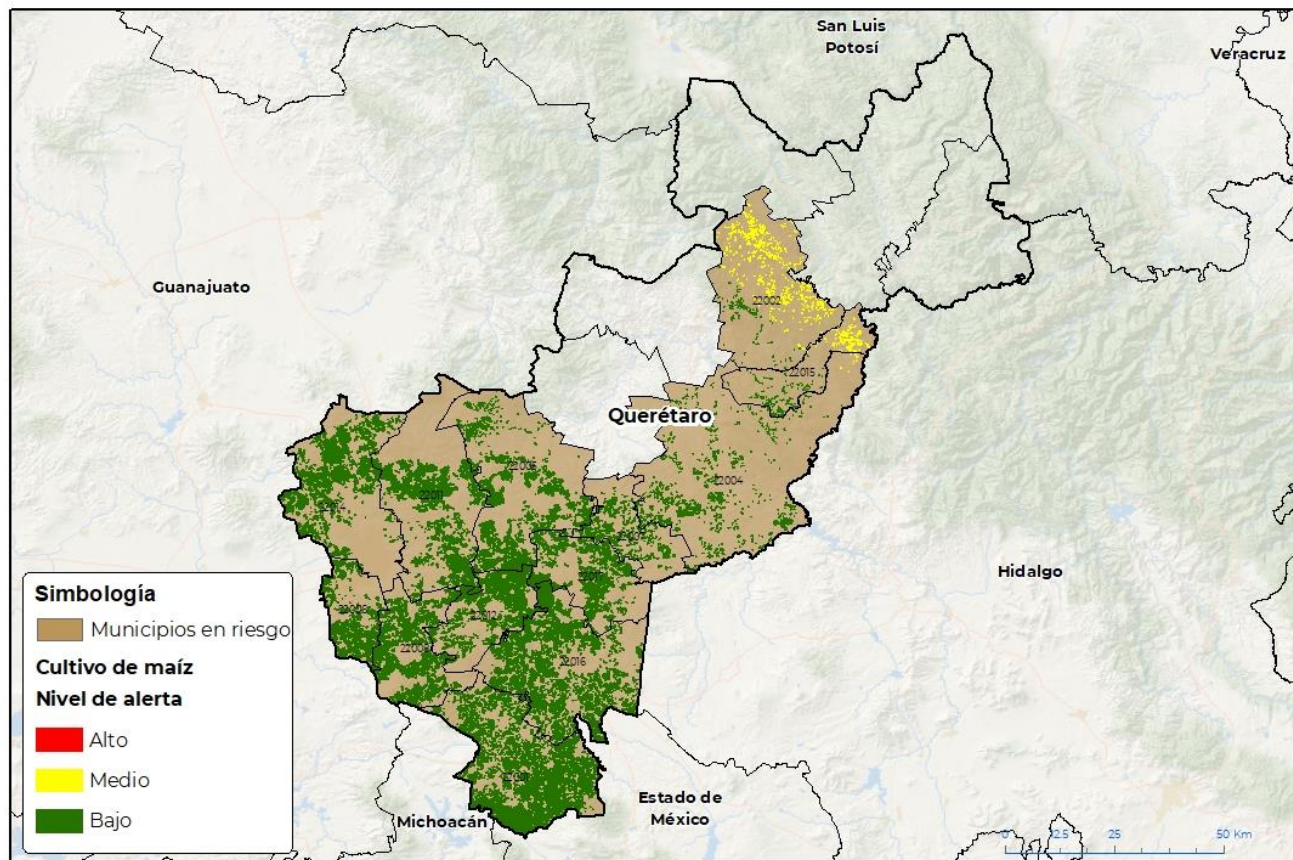 San Luis
Potosí
Veracruz
Guanajuato
22002
22015
Querétaro
22005
22011
22004
Hidalgo
Simbología
Municipios en riesgo
Cultivo de maíz
Nivel de alerta
Alto
Medio
Bajo
22016
Michoacán
Estado de
México
0
12.5
25
50 Km